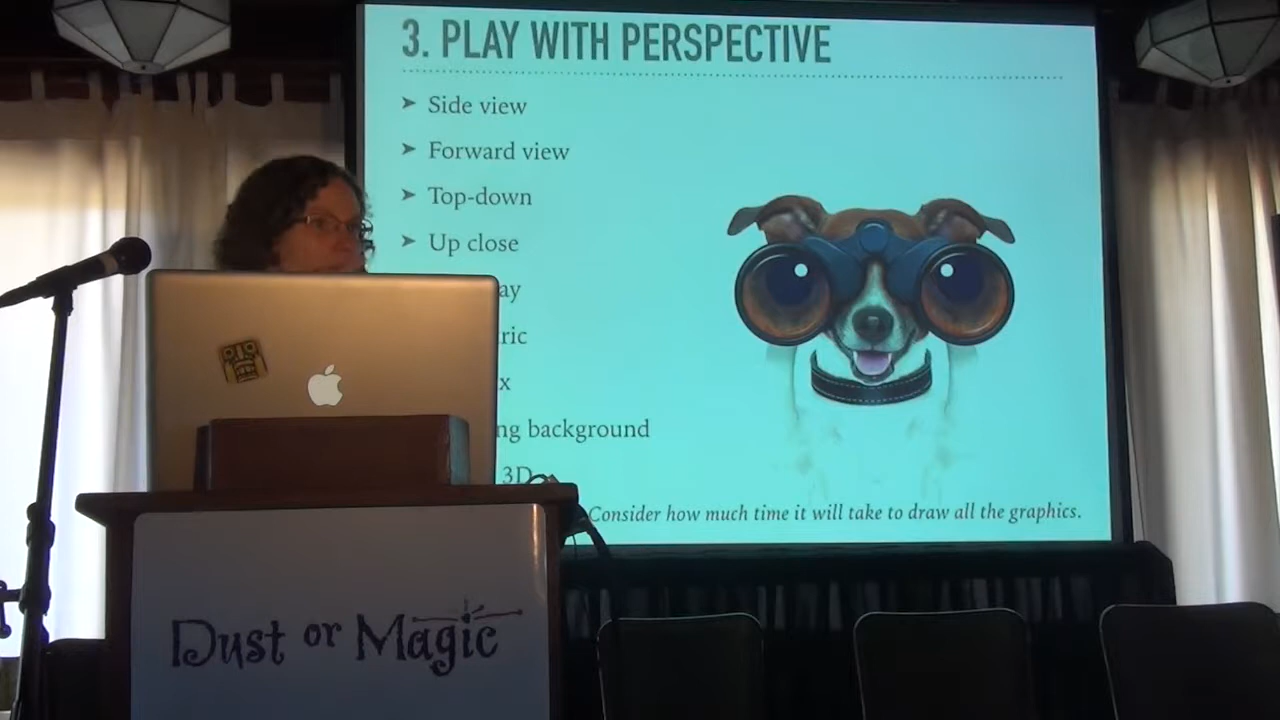 3. PLAY WITH PERSPECTIVE
➤ Side view
➤ Forward view
➤ Top-down
➤ Up close
ay
ric
x
ng background
3D
Consider how much time it will take to draw all the graphics.
Dust or Magic